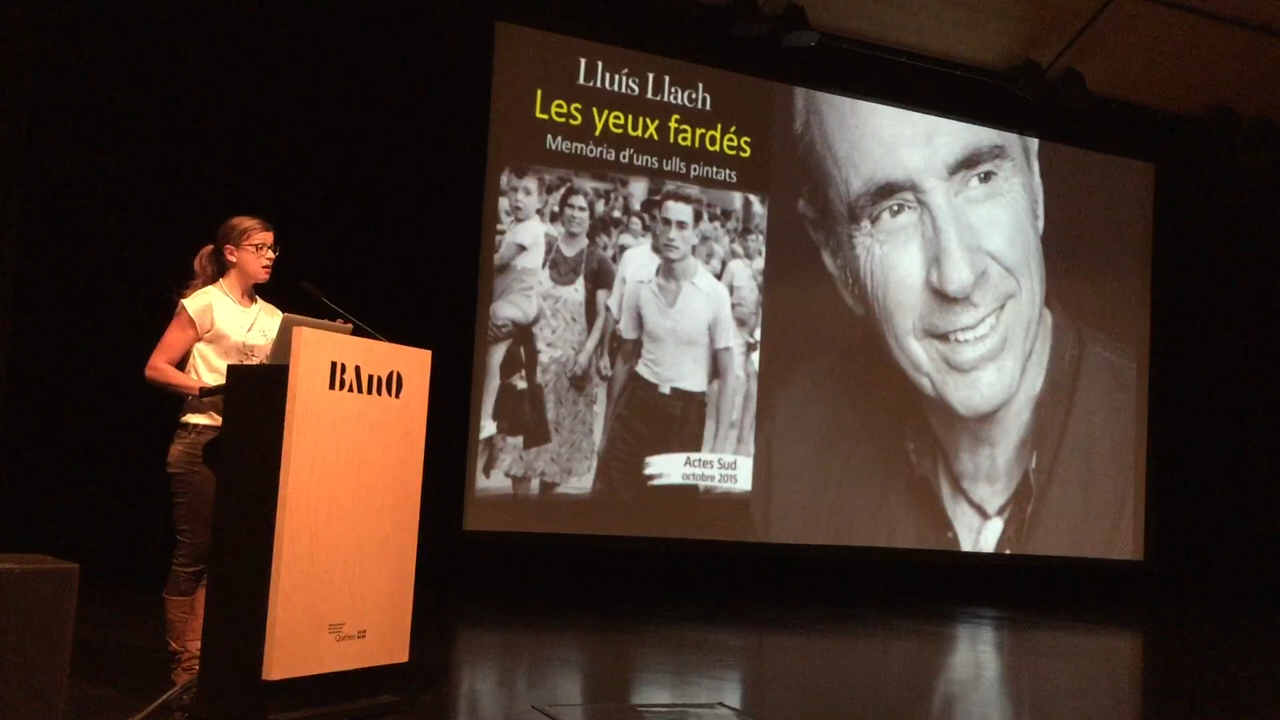 Lluís Llach
Les yeux fardés
Memòria d'uns ulls pintats
Actes Sud
octobre 2015
BAnQ
Québec